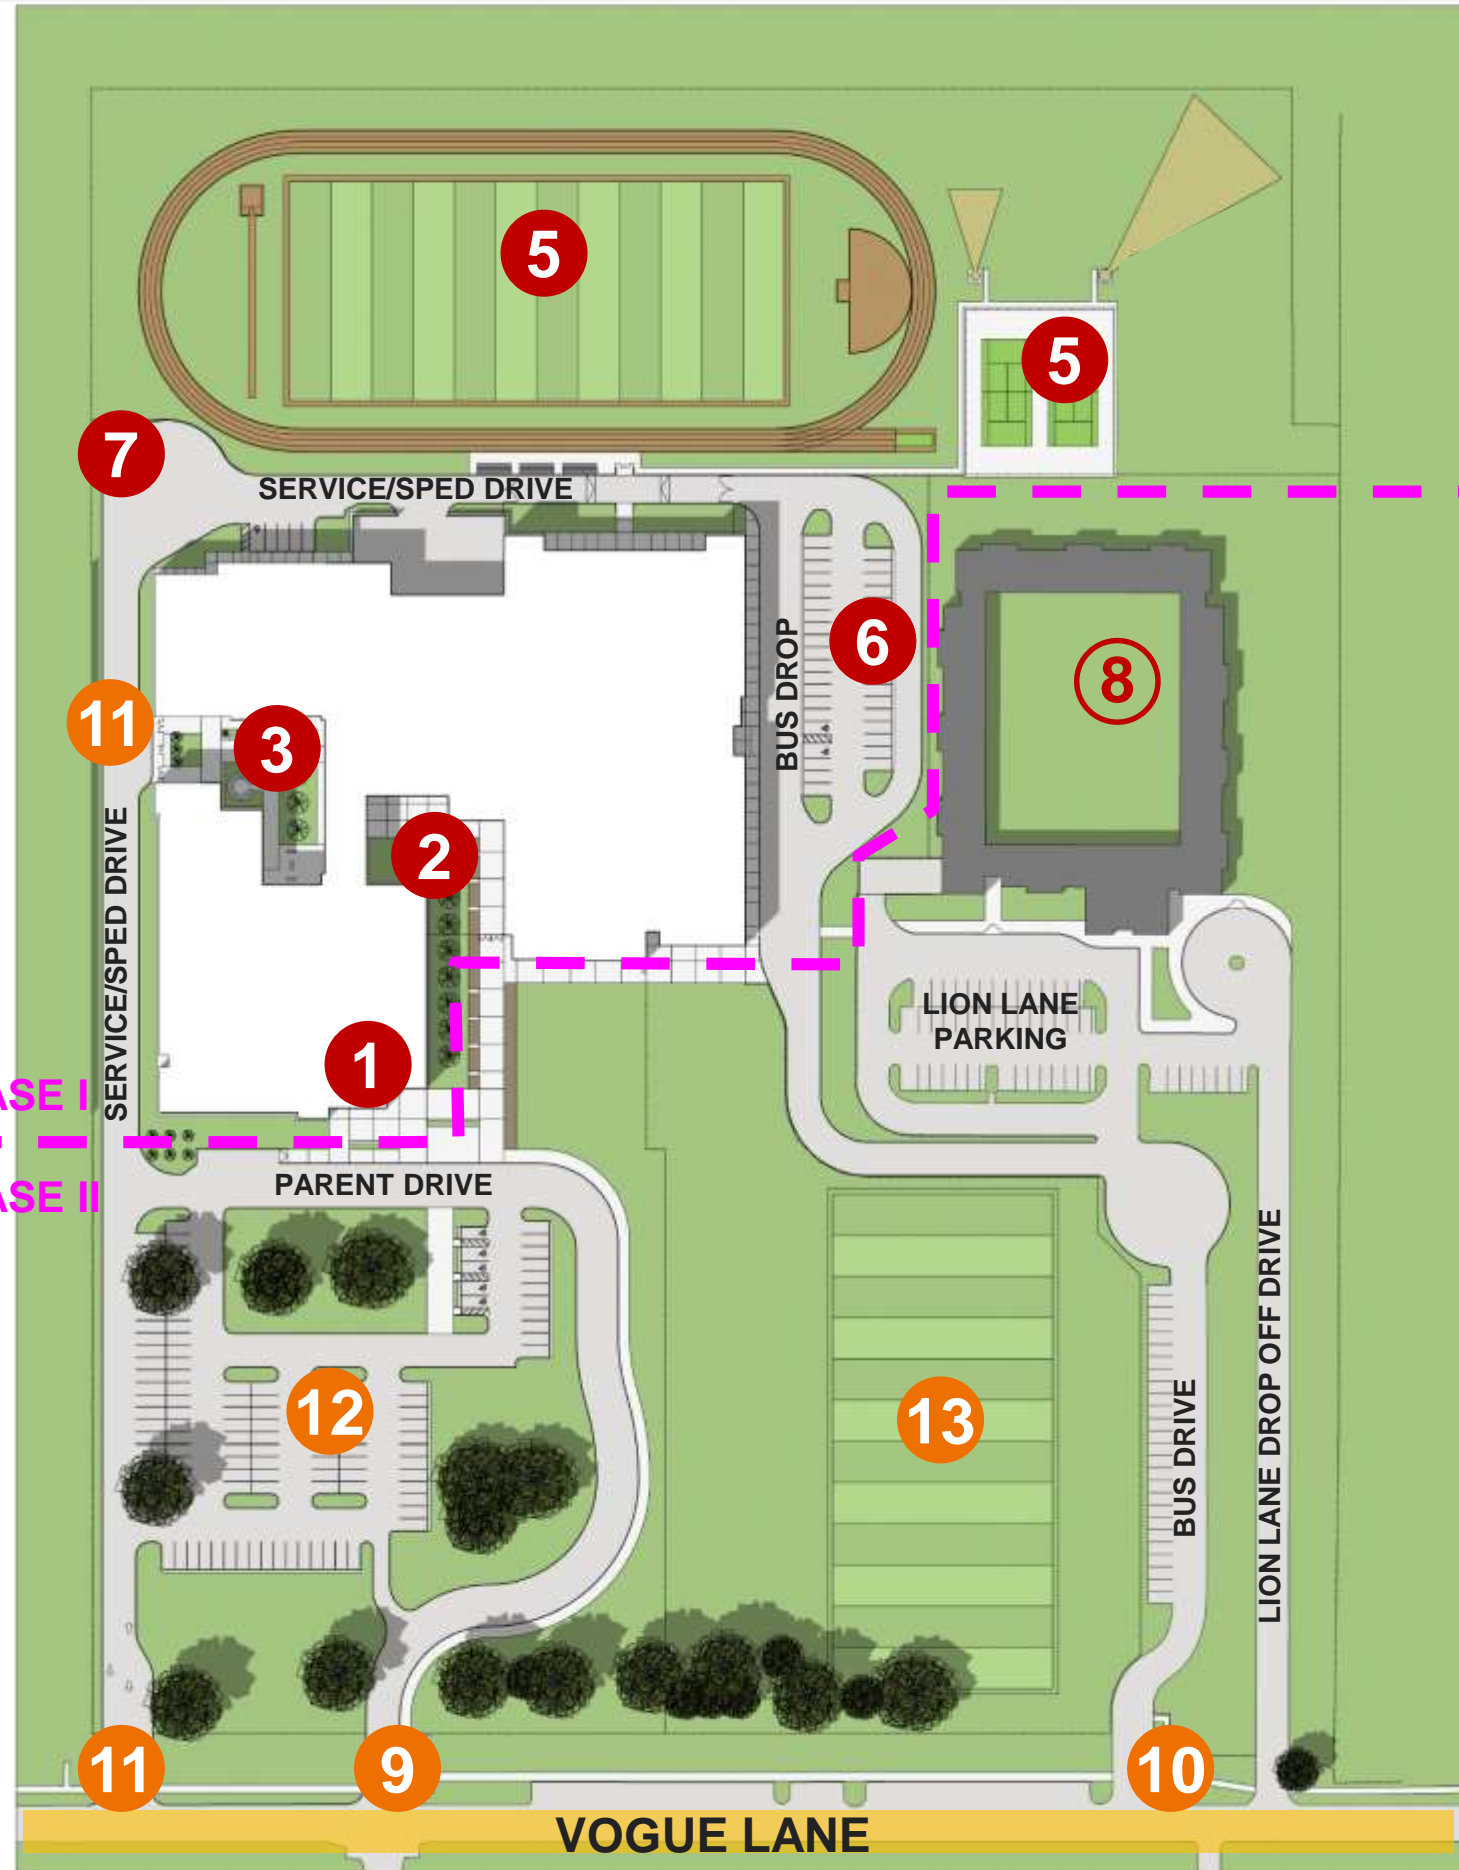 5
5
7
SERVICE/SPED DRIVE
6
BUS DROP
8
11
3
2
SERVICE/SPED DRIVE
LION LANE
PARKING
1
ASE I
ASE II
PARENT DRIVE
LION LANE DROP OFF DRIVE
12
13
BUS DRIVE
11
9
10
VOGUE LANE